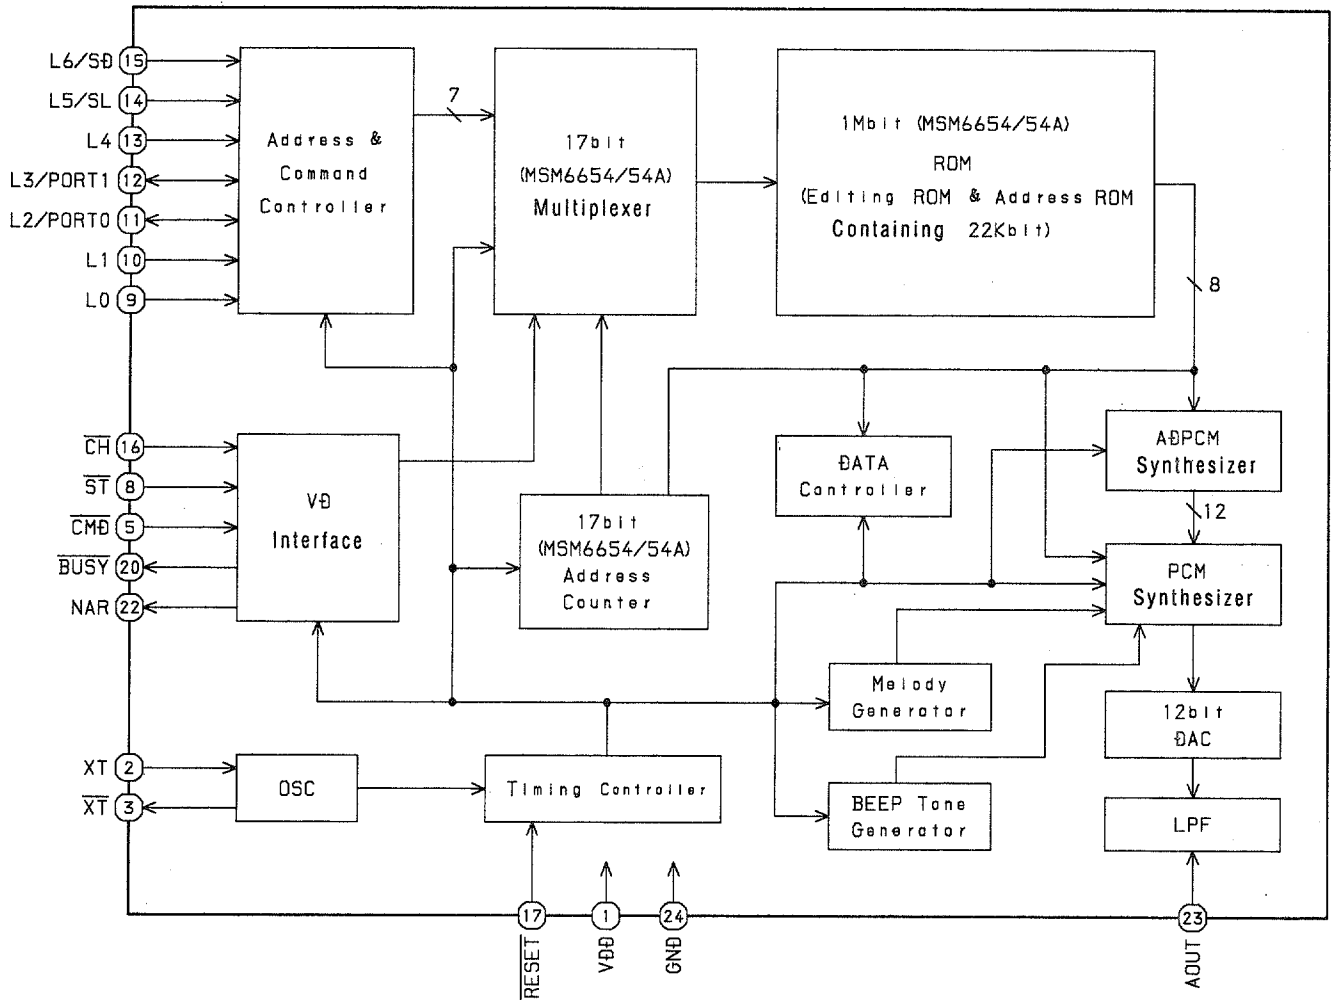 L6/SD 15
L5/SL 14
L4 13
L3/PORT1 12
L2/PORT0 11
L1 10
L0 9
Address &
Command
Controller
7
17bit
(MSM6654/54A)
Multiplexer
1Mbit (MSM6654/54A)
ROM
(Editing ROM & Address ROM
Containing 22Kbit)
8
CH 16
ST 8
CMD 5
BUSY 20
NAR 22
VD
Interface
17bit
(MSM6654/54A)
Address
Counter
DATA
Controller
ADPCM
Synthesizer
12
PCM
Synthesizer
Melody
Generator
12bit
DAC
XT 2
XT 3
OSC
Timing Controller
BEEP Tone
Generator
LPF
17
1
24
23
RESET
VDD
GND
AOUT